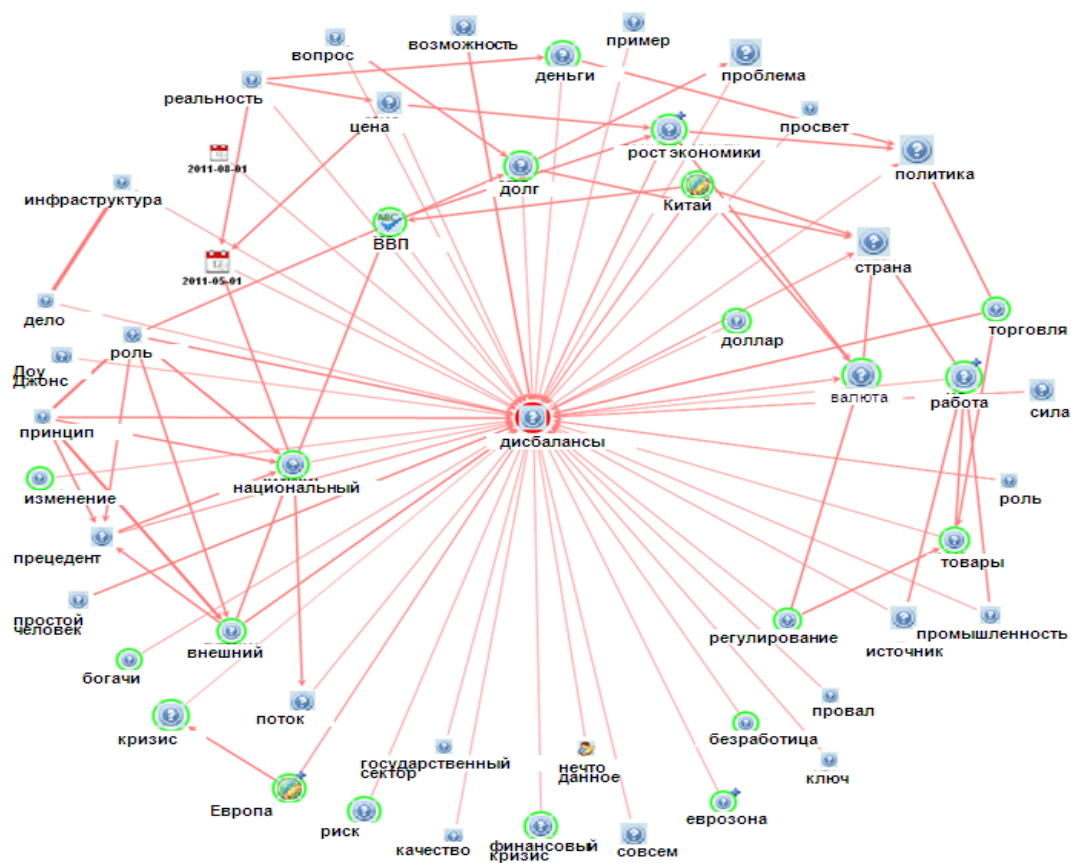 возможность
пример
вопрос
деньги
проблема
реальность
цена
просвет
рост экономики
2011-08-01
долг
политика
инфраструктура
Китай
ABC
ВВП
страна
12
2011-05-01
дело
доллар
торговля
роль
Доу
Джонс
валюта
работа
сила
принцип
дисбалансы
изменение
национальный
роль
прецедент
товары
простой
человек
внешний
регулирование
промышленность
источник
богачи
поток
провал
кризис
безработица
государственный
сектор
нечто
данное
ключ
Европа
риск
еврозона
качество
финансовый
кризис
совсем